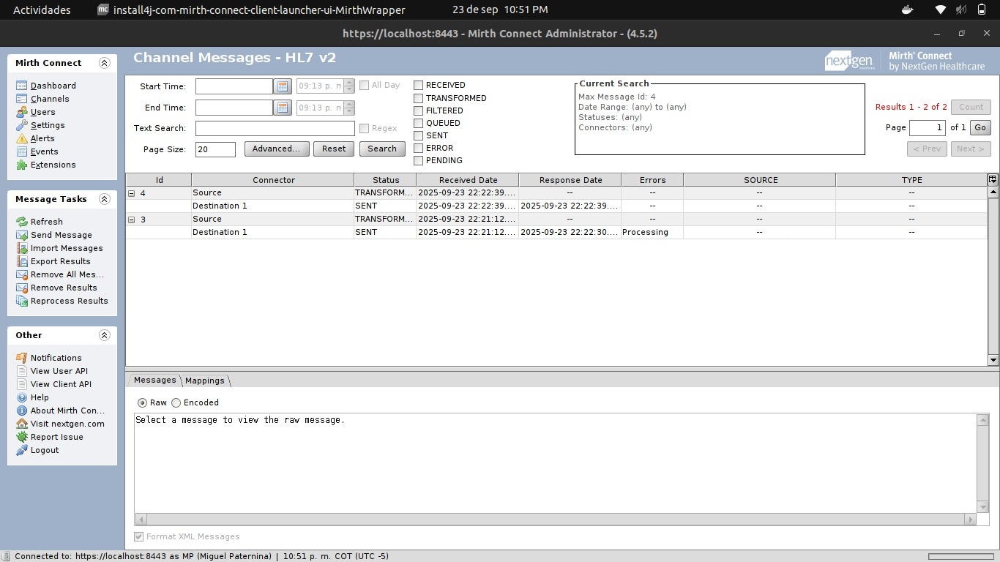 Actividades
install4j-com-mirth-connect-client-launcher-ui-MirthWrapper
23 de sep 10:51 PM
https://localhost:8443 - Mirth Connect Administrator - (4.5.2)
Mirth Connect
Dashboard
Channels
Users
Settings
Alerts
Events
Extensions
Message Tasks
Refresh
Send Message
Import Messages
Export Results
Remove All Mes...
Remove Results
Reprocess Results
Other
Notifications
View User API
View Client API
Help
About Mirth Con...
Visit nextgen.com
Report Issue
Logout
Channel Messages - HL7 v2
nextgen healthcare
Mirth® Connect
by NextGen Healthcare
Start Time: 09:13 p. n All Day
End Time: 09:13 p. n
Text Search: Regex
Page Size: 20 Advanced... Reset Search
RECEIVED
TRANSFORMED
FILTERED
QUEUED
SENT
ERROR
PENDING
Current Search
Max Message Id: 4
Date Range: (any) to (any)
Statuses: (any)
Connectors: (any)
Results 1 - 2 of 2 Count
Page 1 of 1 Go
< Prev Next >
Id Connector Status Received Date Response Date Errors SOURCE TYPE
4 Source TRANSFORM... 2025-09-23 22:22:39.... -- -- -- --
Destination 1 SENT 2025-09-23 22:22:39.... 2025-09-23 22:22:39.... -- -- --
3 Source TRANSFORM... 2025-09-23 22:21:12.... -- -- -- --
Destination 1 SENT 2025-09-23 22:21:12.... 2025-09-23 22:22:30.... Processing -- --
Messages Mappings
Raw Encoded
Select a message to view the raw message.
Format XML Messages
Connected to: https://localhost:8443 as MP (Miguel Paternina) | 10:51 p. m. COT (UTC -5)